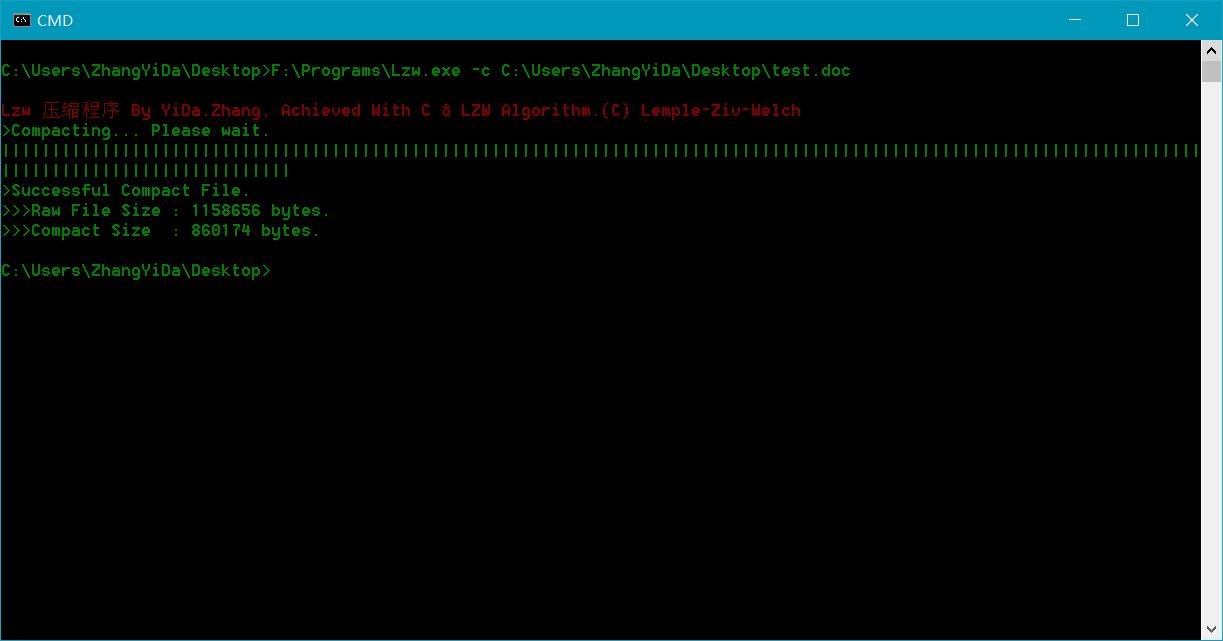 CMD
C:\Users\ZhangYiDa\Desktop>F:\Programs\Lzw.exe -c C:\Users\ZhangYiDa\Desktop\test.doc
Lzw 压缩程序 By YiDa.Zhang, Achieved With C & LZW Algorithm.(C) Lemple-Ziv-Welch
>Compacting... Please wait.
||||||||||||||||||||||||||||||||||||||||||||||||||||||||||||||||||||||||||||||||||||||||||||||||||||||||||||||||||||||||
|||||||||||||||||||||||||||||
>Successful Compact File.
>>>Raw File Size : 1158656 bytes.
>>>Compact Size  : 860174 bytes.
C:\Users\ZhangYiDa\Desktop>